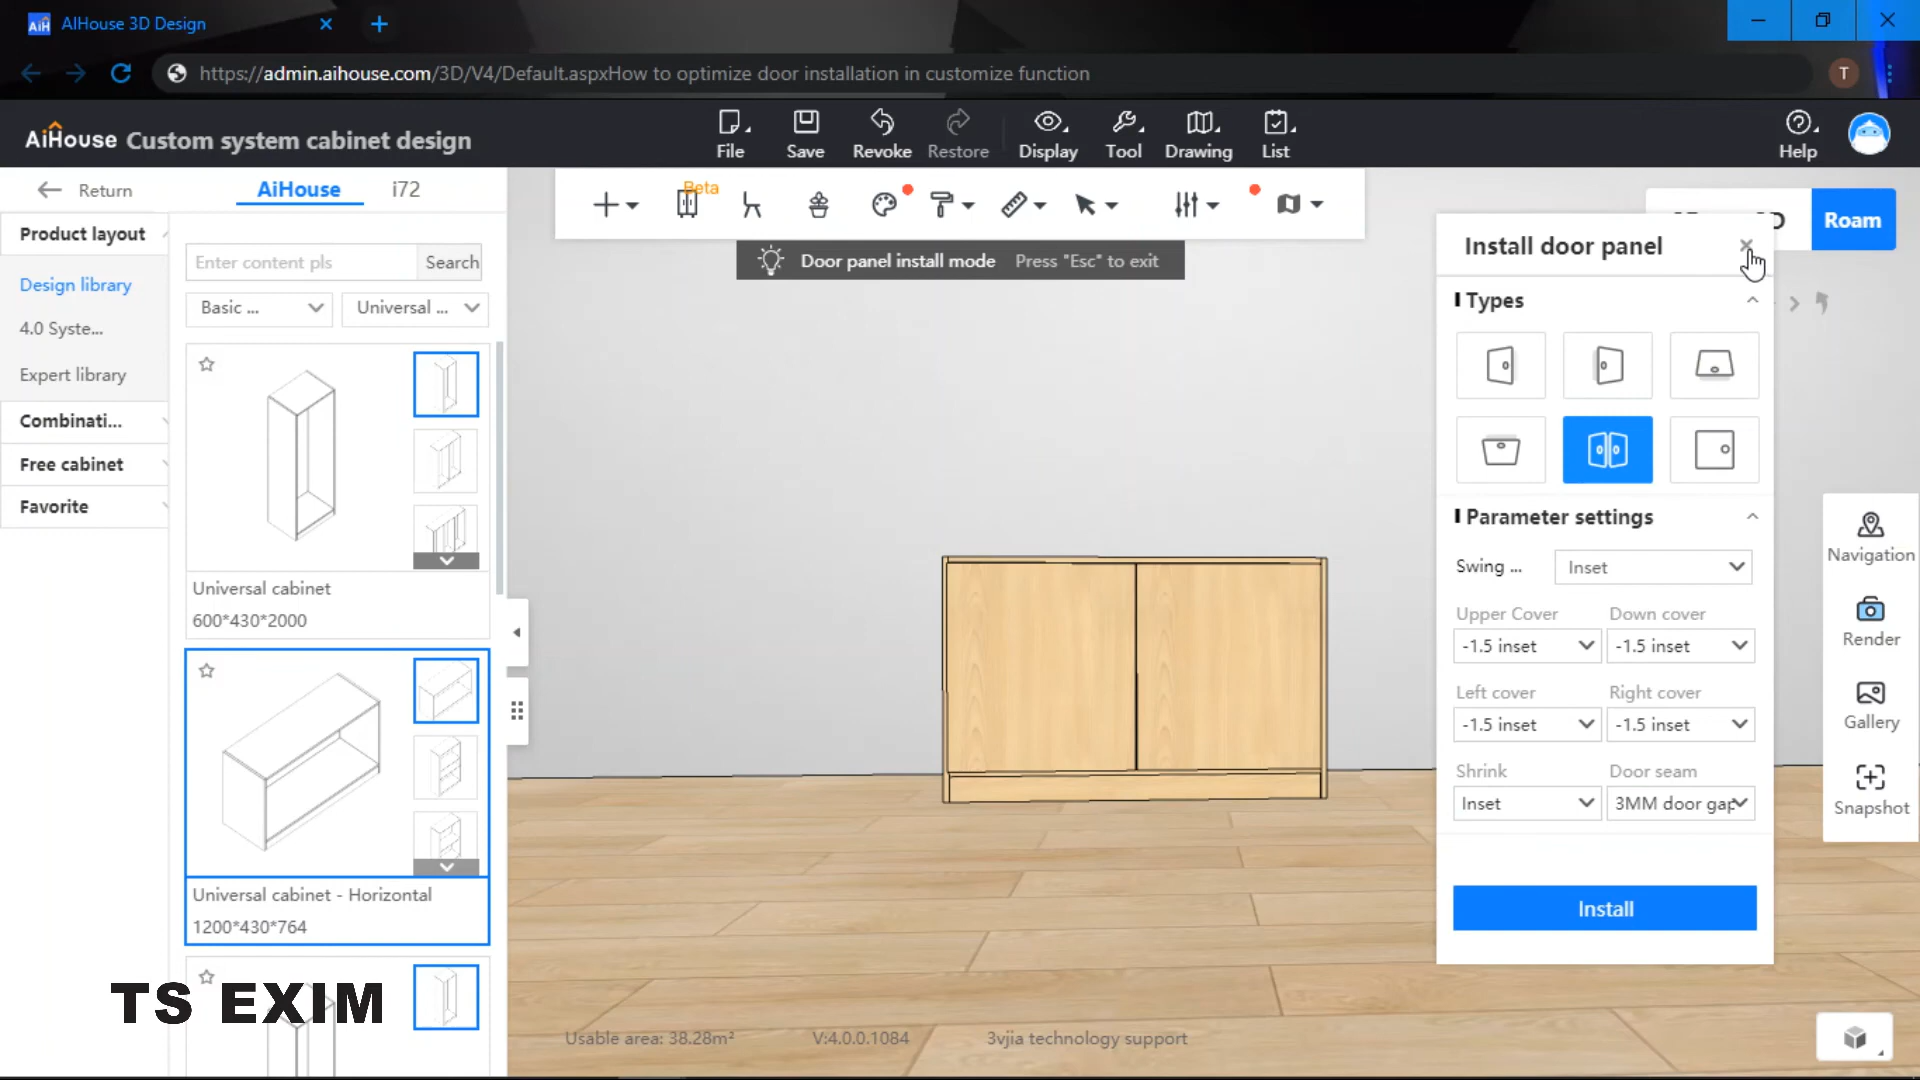 AIHouse 3D Design
https://admin.aihouse.com/3D/V4/Default.aspxHow to optimize door installation in customize function
T
AiHouse Custom system cabinet design
File
Save
Revoke
Restore
Display
Tool
Drawing
List
Help
Return
AiHouse
i72
Beta
Roam
Product layout
Design library
4.0 Syste...
Expert library
Combinati...
Free cabinet
Favorite
Enter content pls
Search
Basic ...
Universal ...
Universal cabinet
600*430*2000
Universal cabinet - Horizontal
1200*430*764
Door panel install mode Press "Esc" to exit
Install door panel
Types
Parameter settings
Swing ...
Inset
Upper Cover
Down cover
-1.5 inset
-1.5 inset
Left cover
Right cover
-1.5 inset
-1.5 inset
Shrink
Door seam
Inset
3MM door gap
Install
Navigation
Render
Gallery
Snapshot
TS EXIM
Usable area: 38.28m²
V:4.0.0.1084
3vjia technology support